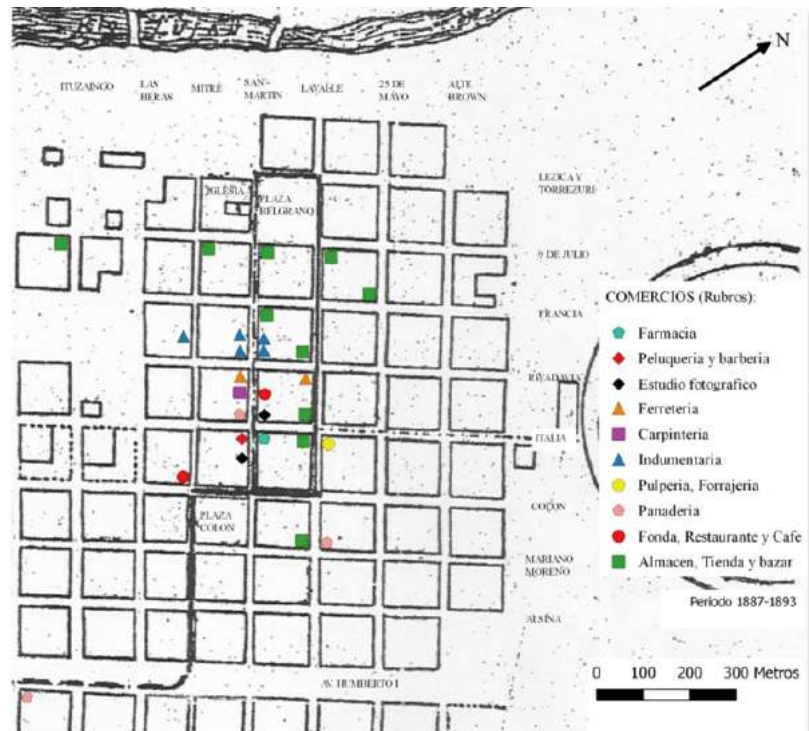 N
ITUZAINGO
LAS
HERAS
MITRE
SAN-
MARTIN
LAVALLE
25 DE
MAYO
ALTE
BROWN
LEZICA Y
TORREZURI
IGLESIA
PLAZA
BELGRANO
9 DE JULIO
FRANCIA
RIVADAVIA
ITALIA
COLON
MARIANO
MORENO
ALSINA
PLAZA
COLON
AV. HUMBERTO I
COMERCIOS (Rubros):
Farmacia
Peluqueria y barberia
Estudio fotografico
Ferreteria
Carpinteria
Indumentaria
Pulperia, Forrajeria
Panaderia
Fonda, Restaurante y Cafe
Almacen, Tienda y bazar
Periodo 1887-1893
0 100 200 300 Metros